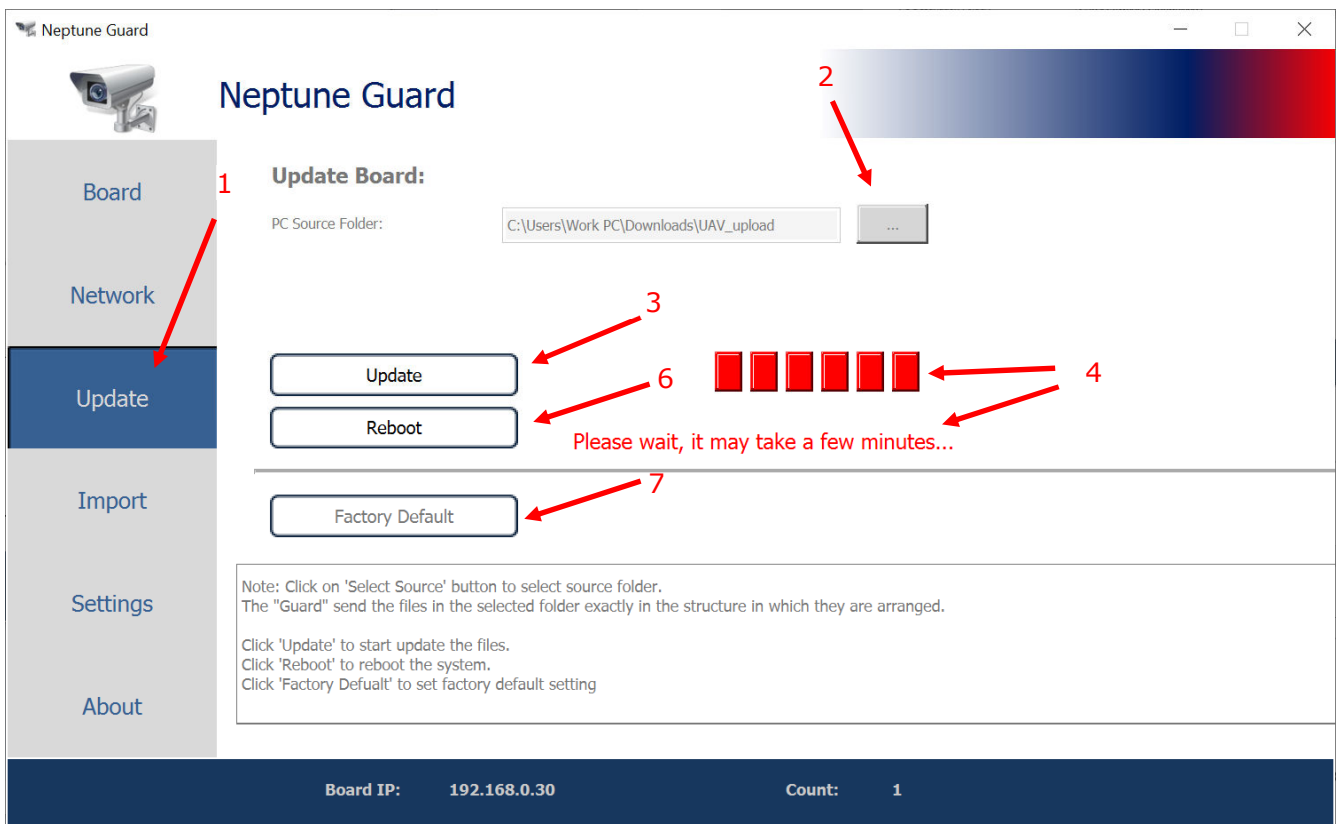 Neptune Guard
Neptune Guard
2
1
Board
Network
Update
Import
Settings
About
Update Board:
PC Source Folder:
C:\Users\Work PC\Downloads\UAV_upload
...
3
Update
6
4
Reboot
Please wait, it may take a few minutes...
7
Factory Default
Note: Click on 'Select Source' button to select source folder.
The "Guard" send the files in the selected folder exactly in the structure in which they are arranged.
Click 'Update' to start update the files.
Click 'Reboot' to reboot the system.
Click 'Factory Defualt' to set factory default setting
Board IP: 192.168.0.30 Count: 1